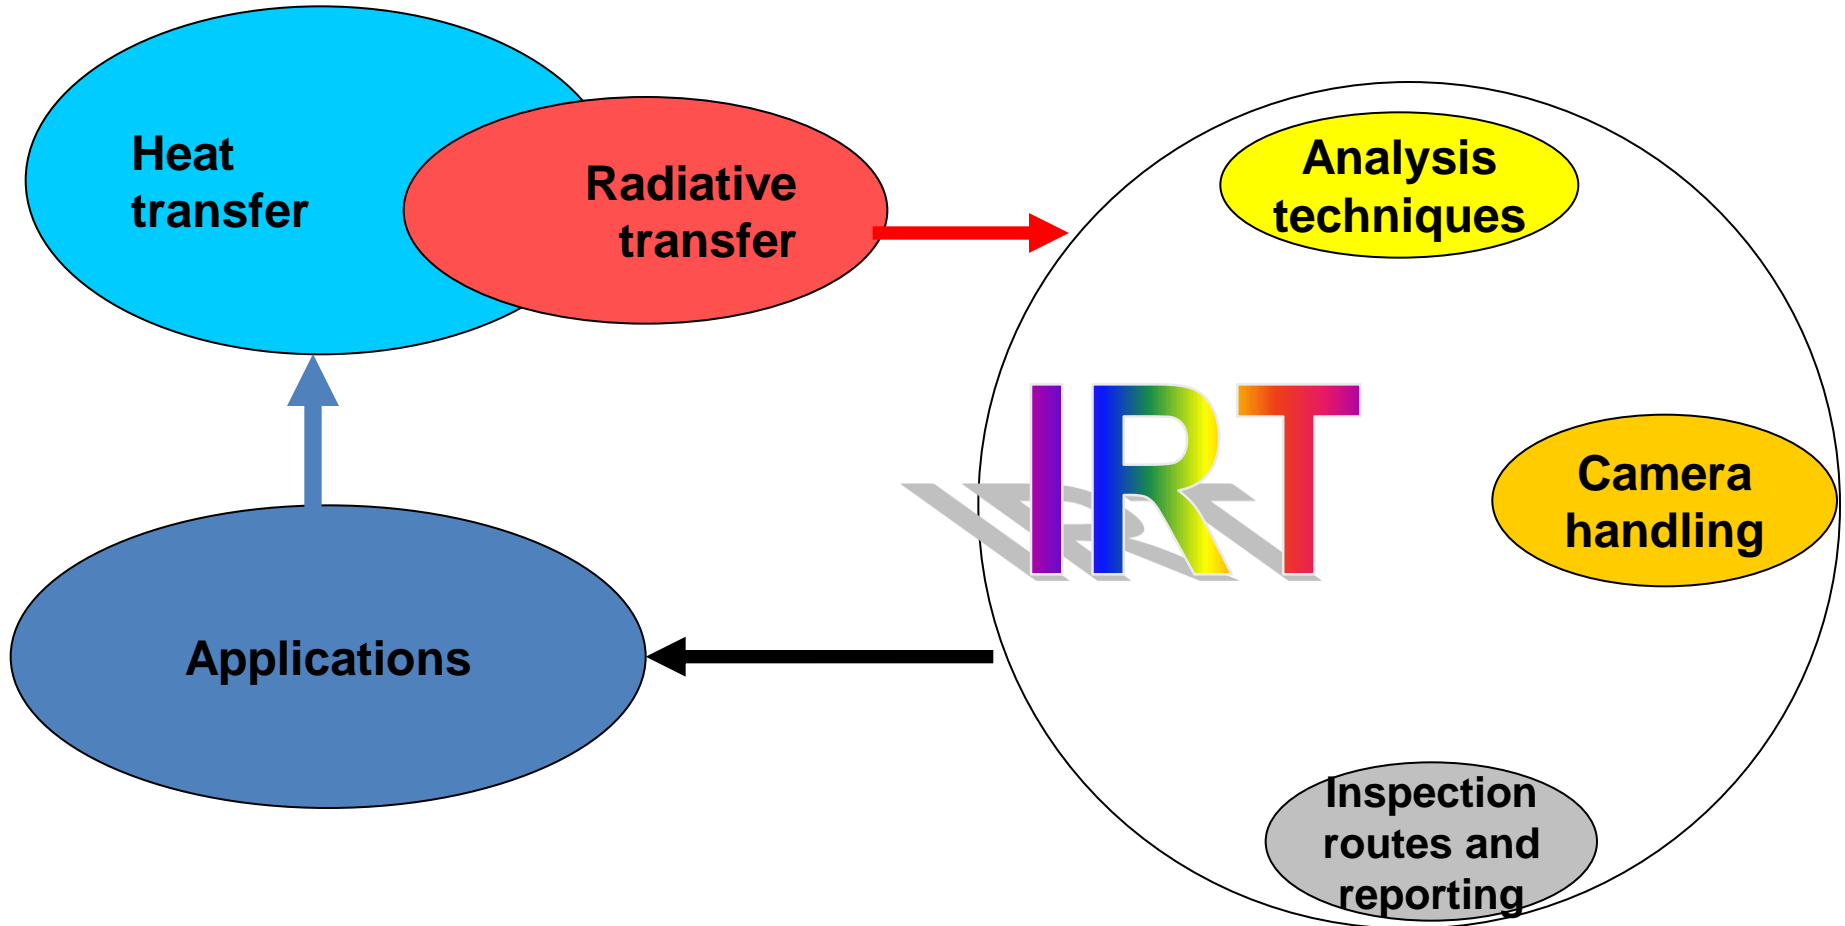 Heat
transfer
Radiative
transfer
Analysis
techniques
IRT
Camera
handling
Applications
Inspection
routes and
reporting